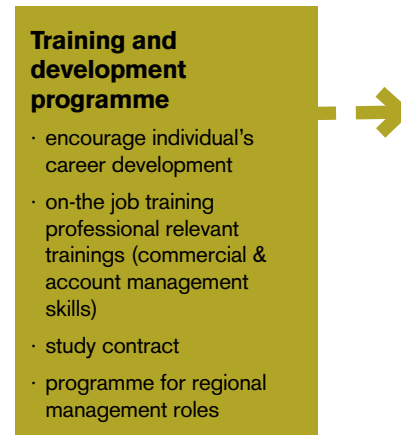 Training and
development
programme
· encourage individual's
career development
· on-the job training
professional relevant
trainings (commercial &
account management
skills)
· study contract
· programme for regional
management roles